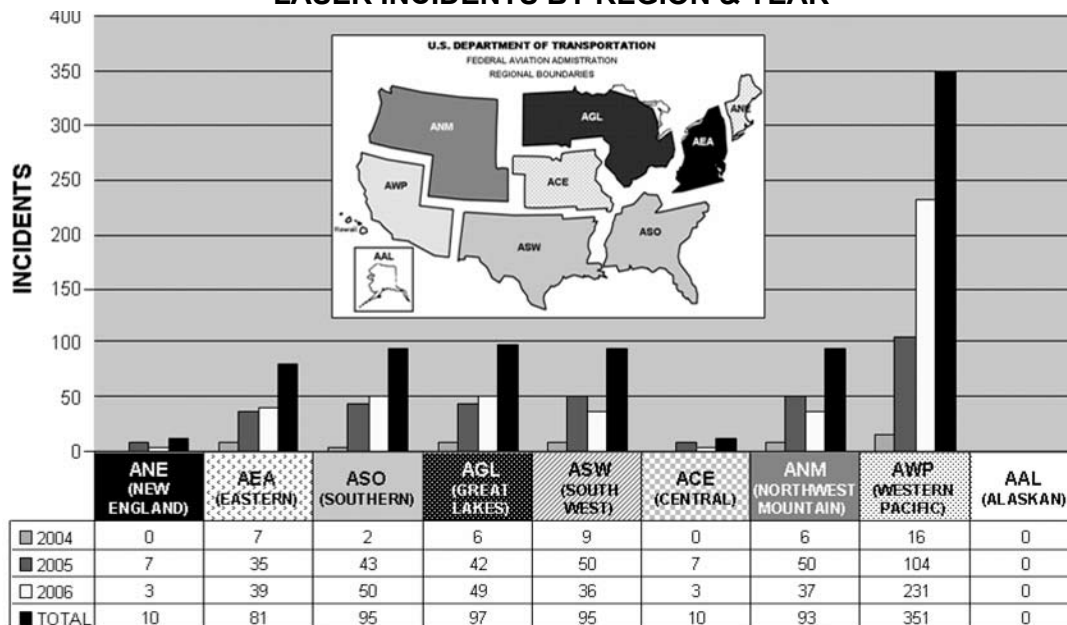 LASER INCIDENTS BY REGION & YEAR
400
350
300
250
200
150
100
50
0
INCIDENTS
U.S. DEPARTMENT OF TRANSPORTATION
FEDERAL AVIATION ADMISTRATION
REGIONAL BOUNDARIES
ANM
AGL
ANE
AEA
AWP
ACE
Hawaii
ASW
ASO
AAL
ANE (NEW ENGLAND) AEA (EASTERN) ASO (SOUTHERN) AGL (GREAT LAKES) ASW (SOUTH WEST) ACE (CENTRAL) ANM (NORTHWEST MOUNTAIN) AWP (WESTERN PACIFIC) AAL (ALASKAN)
2004 0 7 2 6 9 0 6 16 0
2005 7 35 43 42 50 7 50 104 0
2006 3 39 50 49 36 3 37 231 0
TOTAL 10 81 95 97 95 10 93 351 0